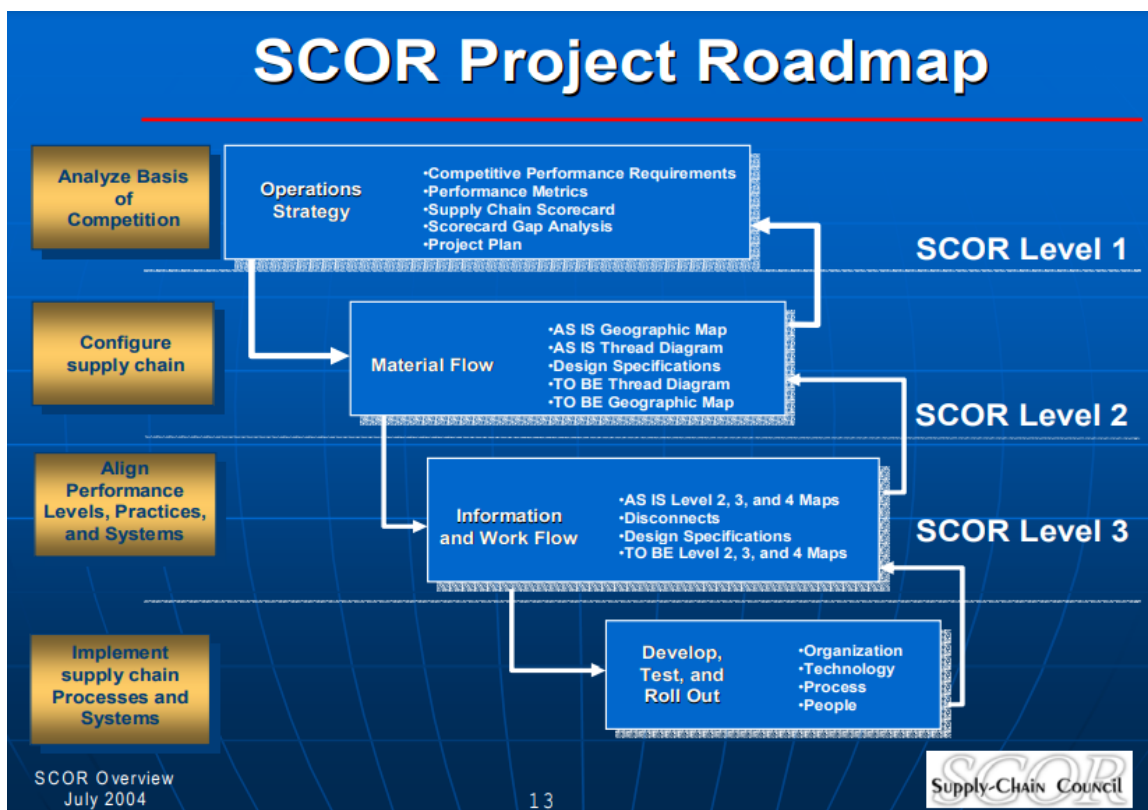 SCOR Project Roadmap
Analyze Basis
of
Competition
Operations
Strategy
•Competitive Performance Requirements
•Performance Metrics
•Supply Chain Scorecard
•Scorecard Gap Analysis
•Project Plan
SCOR Level 1
Configure
supply chain
Material Flow
•AS IS Geographic Map
•AS IS Thread Diagram
•Design Specifications
•TO BE Thread Diagram
•TO BE Geographic Map
SCOR Level 2
Align
Performance
Levels, Practices,
and Systems
Information
and Work Flow
•AS IS Level 2, 3, and 4 Maps
•Disconnects
•Design Specifications
•TO BE Level 2, 3, and 4 Maps
SCOR Level 3
Implement
supply chain
Processes and
Systems
Develop,
Test, and
Roll Out
•Organization
•Technology
•Process
•People
SCOR Overview
July 2004
13
SCOR
SUPPLY-CHAIN COUNCIL